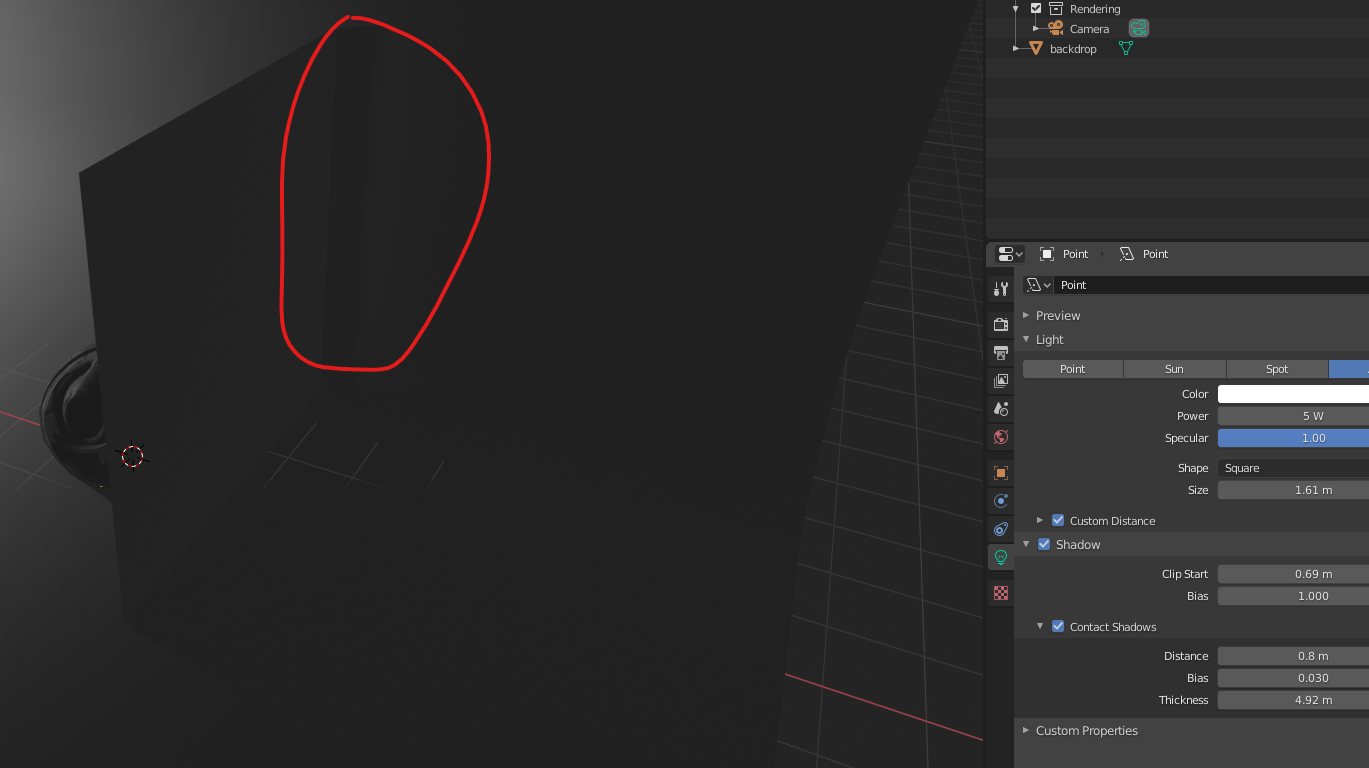 Rendering
Camera
backdrop
Point Point
Point
Preview
Light
Point Sun Spot
Color
Power 5 W
Specular 1.00
Shape Square
Size 1.61 m
Custom Distance
Shadow
Clip Start 0.69 m
Bias 1.000
Contact Shadows
Distance 0.8 m
Bias 0.030
Thickness 4.92 m
Custom Properties